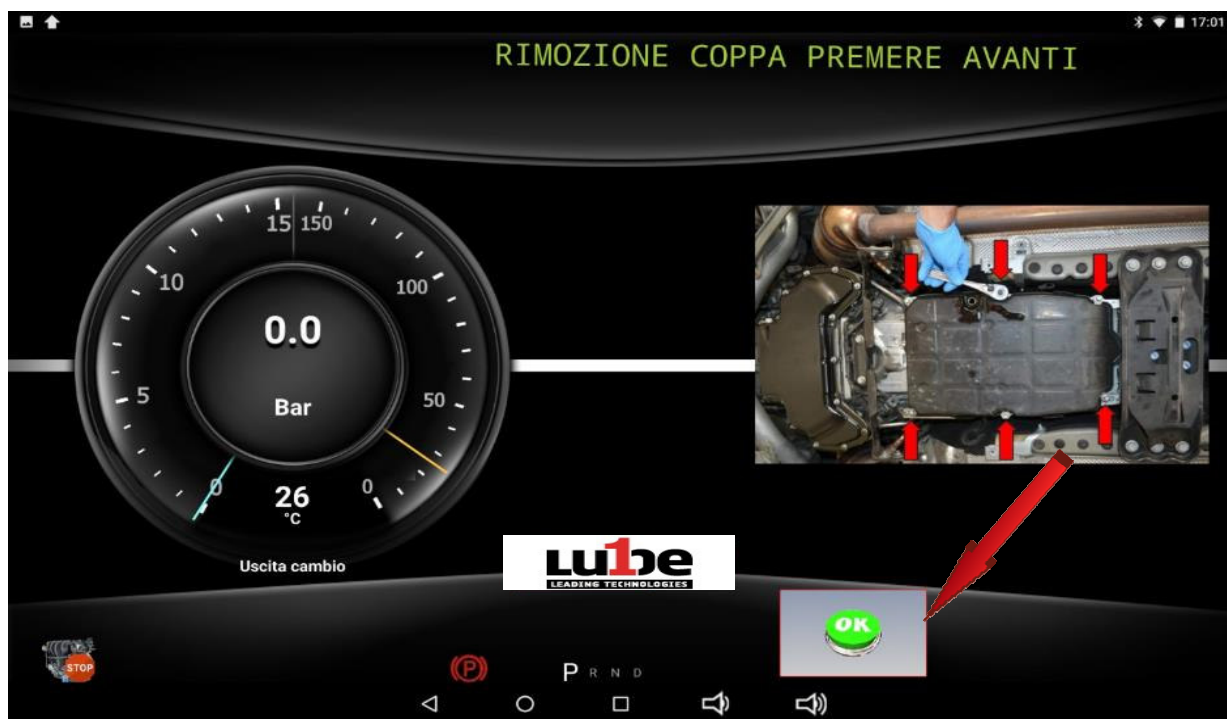 17:01
RIMOZIONE COPPA PREMERE AVANTI
15 150
10
100
0.0
5
Bar
50
0
26
0
°C
Uscita cambio
Lu1be
LEADING TECHNOLOGIES
OK
STOP
(P)
P R N D